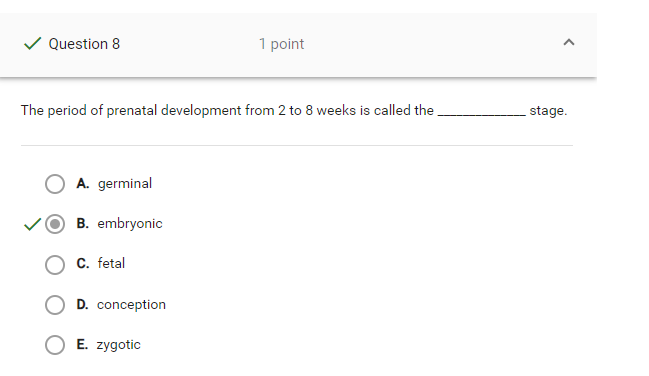 Question 8 1 point
The period of prenatal development from 2 to 8 weeks is called the ______________ stage.
A. germinal
B. embryonic
C. fetal
D. conception
E. zygotic